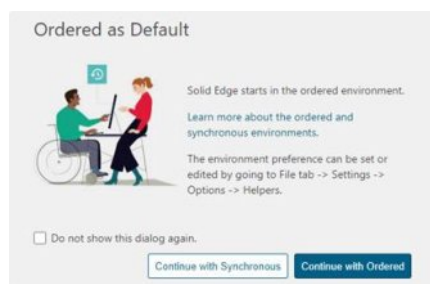 Ordered as Default
Solid Edge starts in the ordered environment.
Learn more about the ordered and
synchronous environments.
The environment preference can be set or
edited by going to File tab -> Settings ->
Options -> Helpers.
Do not show this dialog again.
Continue with Synchronous
Continue with Ordered